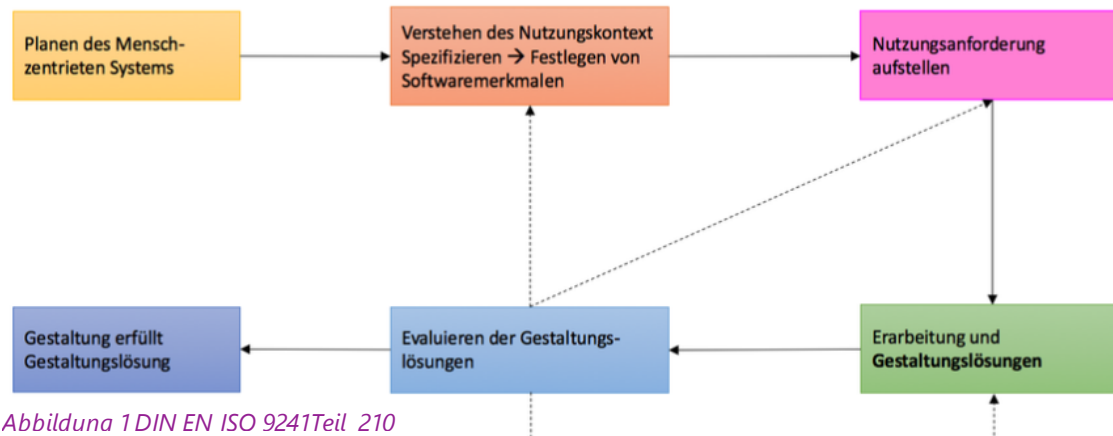 Planen des Mensch-
zentrieten Systems
Verstehen des Nutzungskontext
Spezifizieren → Festlegen von
Softwaremerkmalen
Nutzungsanforderung
aufstellen
Gestaltung erfüllt
Gestaltungslösung
Evaluieren der Gestaltungs-
lösungen
Erarbeitung und
Gestaltungslösungen
Abbildung 1 DIN EN ISO 9241Teil 210